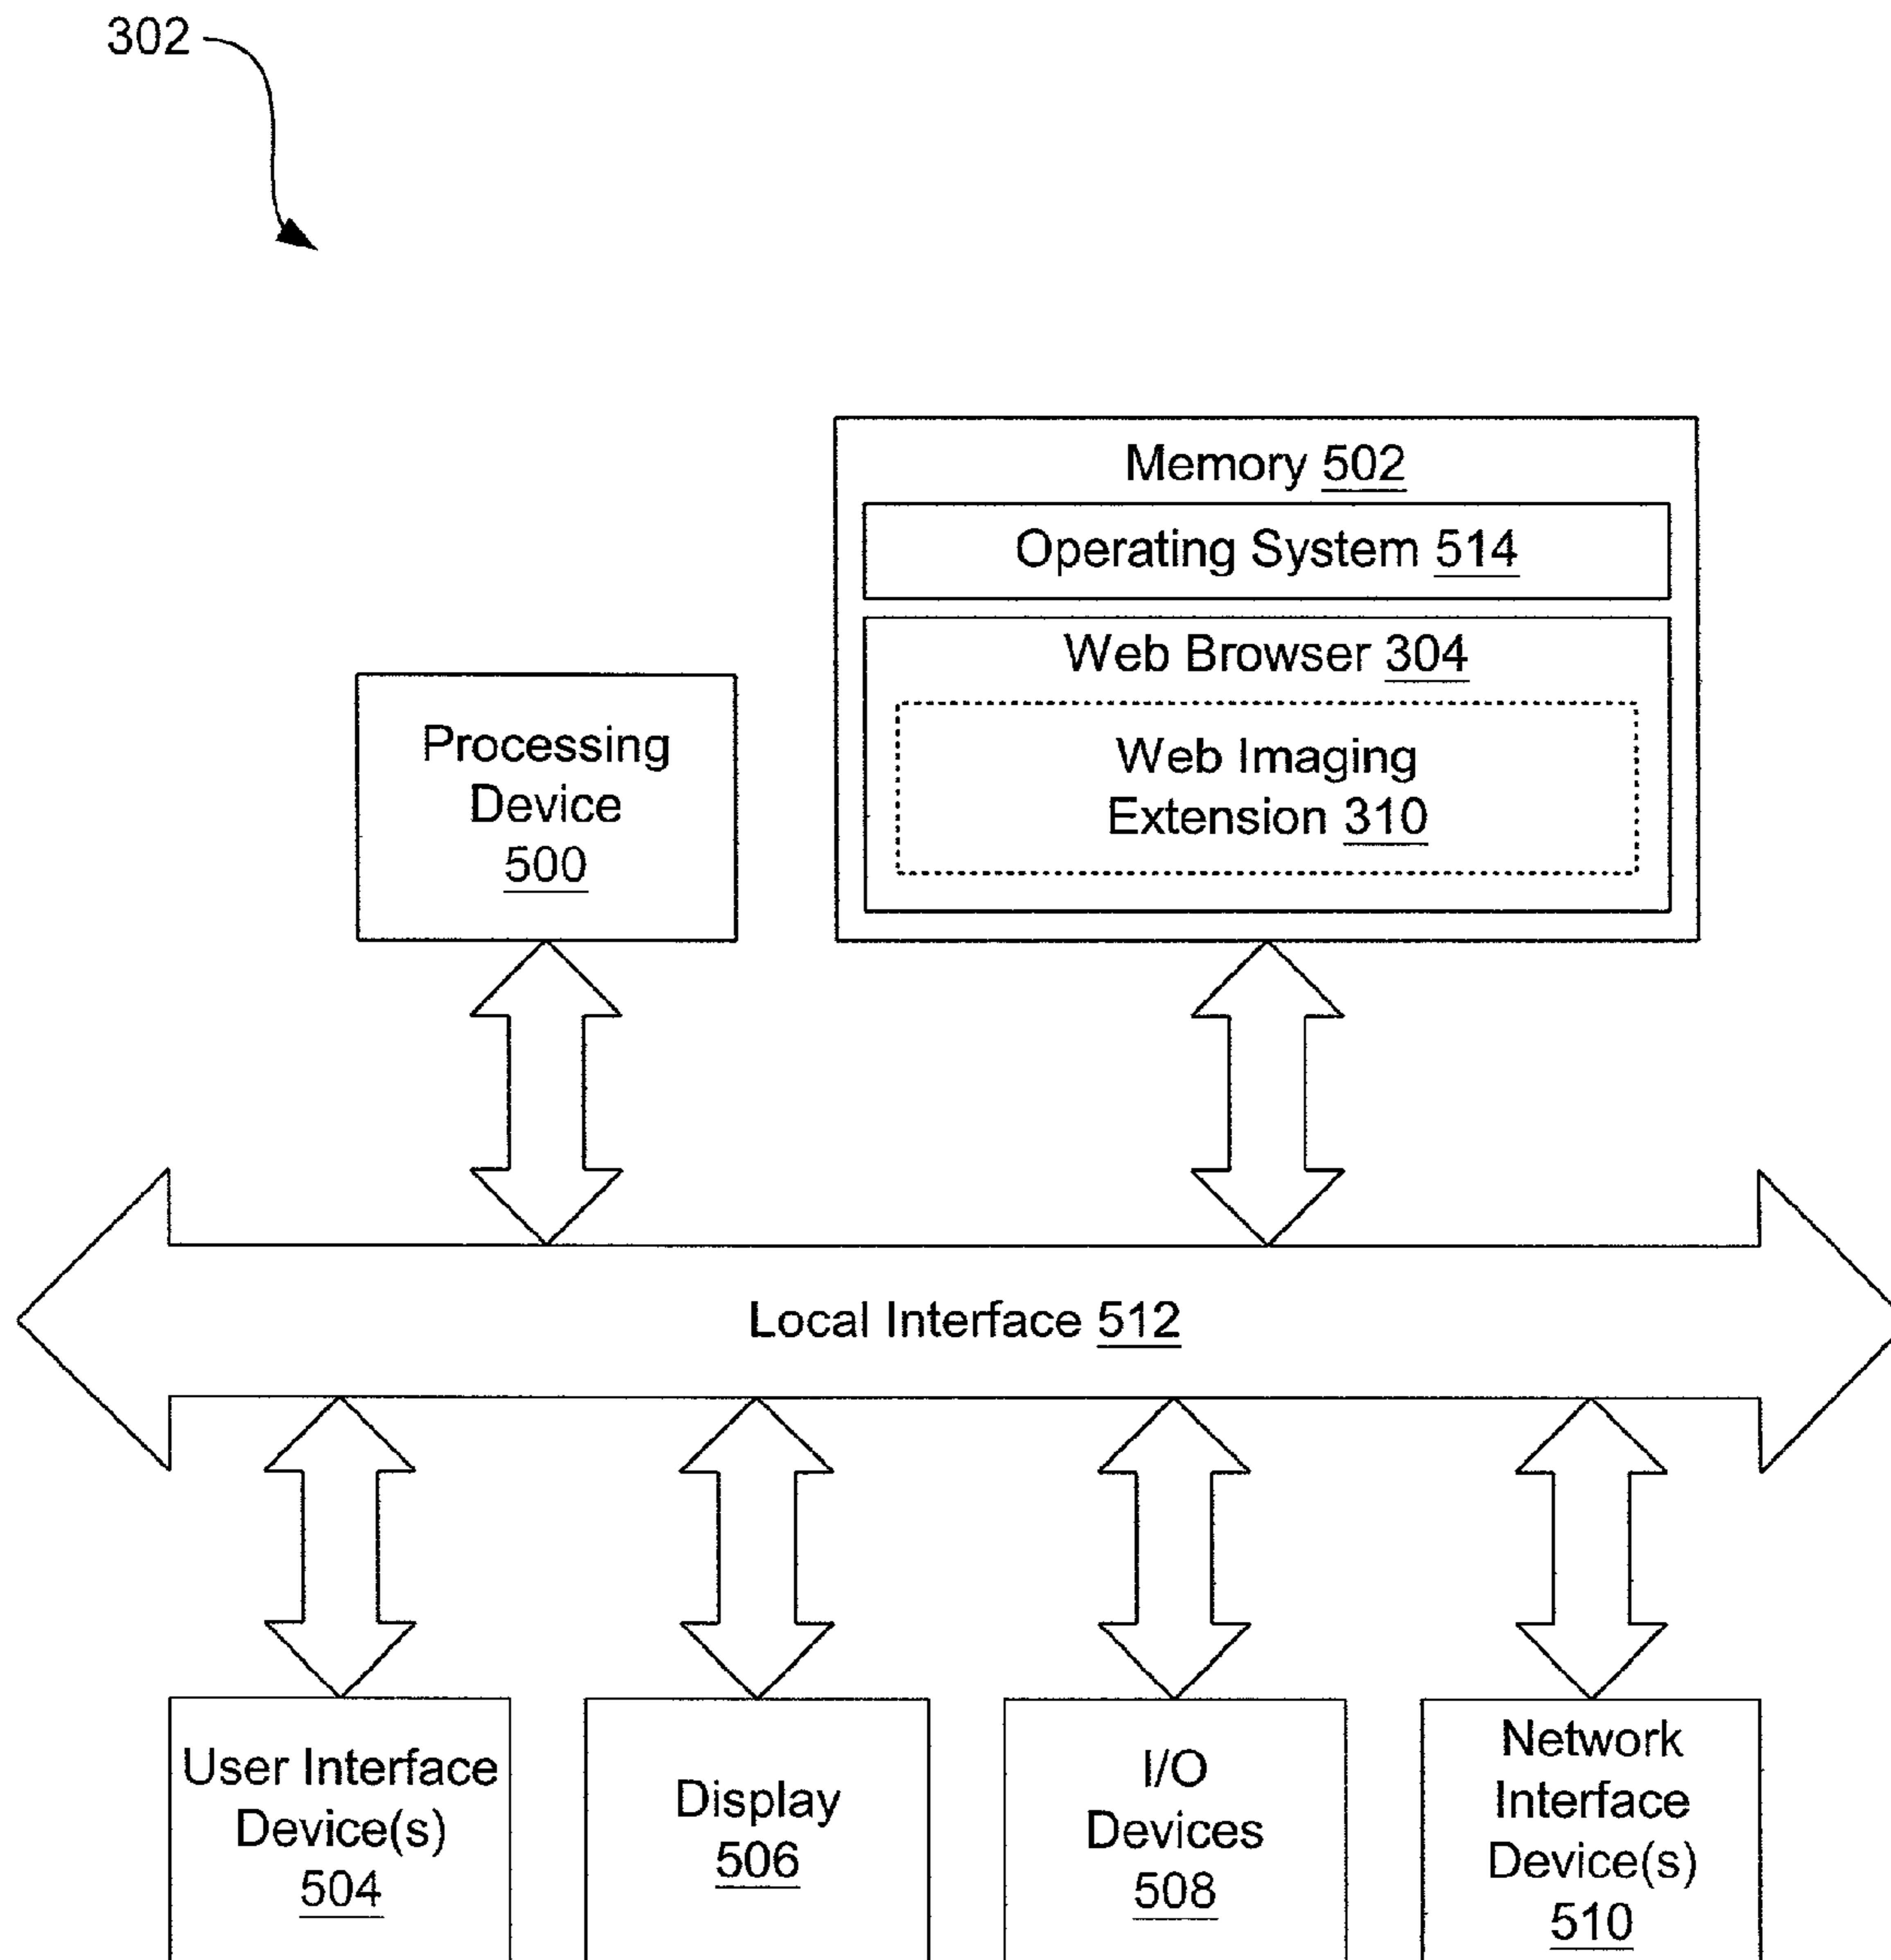 302
Memory 502
Operating System 514
Web Browser 304
Web Imaging
Extension 310
Processing
Device
500
Local Interface 512
User Interface
Device(s)
504
Display
506
I/O
Devices
508
Network
Interface
Device(s)
510